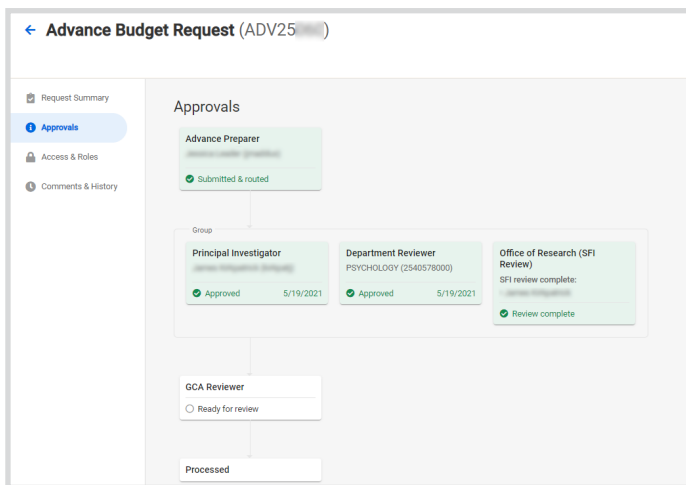 Advance Budget Request (ADV25
)
Request Summary
Approvals
Access & Roles
Comments & History
Approvals
Advance Preparer
Submitted & routed
Group
Principal Investigator
Approved 5/19/2021
Department Reviewer
PSYCHOLOGY (2540578000)
Approved 5/19/2021
Office of Research (SFI
Review)
SFI review complete:
Review complete
GCA Reviewer
Ready for review
Processed